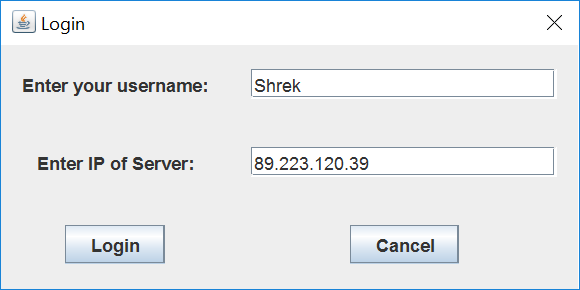 Login
Enter your username: Shrek
Enter IP of Server: 89.223.120.39
Login Cancel